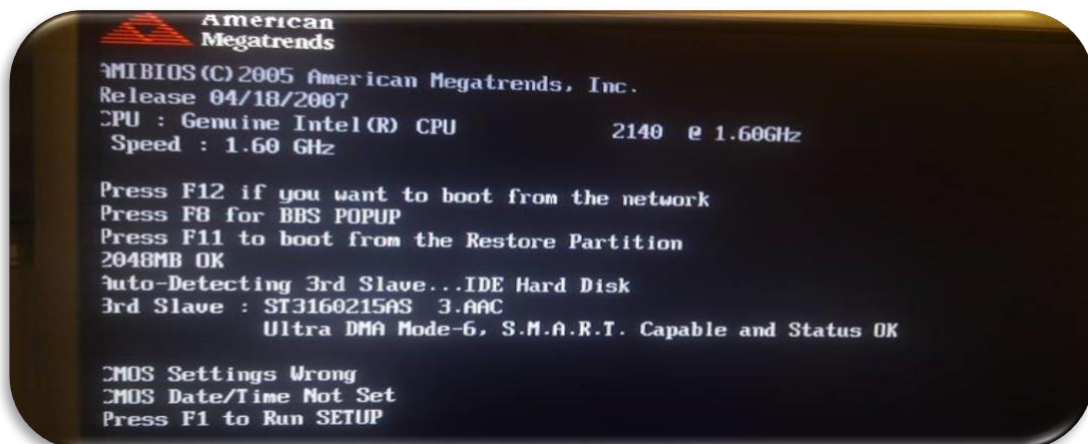 American
Megatrends
AMIBIOS(C)2005 American Megatrends, Inc.
Release 04/18/2007
CPU : Genuine Intel(R) CPU 2140 @ 1.60GHz
Speed : 1.60 GHz
Press F12 if you want to boot from the network
Press F8 for BBS POPUP
Press F11 to boot from the Restore Partition
2048MB OK
Auto-Detecting 3rd Slave...IDE Hard Disk
3rd Slave : ST3160215AS 3.AAC
Ultra DMA Mode-6, S.M.A.R.T. Capable and Status OK
CMOS Settings Wrong
CMOS Date/Time Not Set
Press F1 to Run SETUP